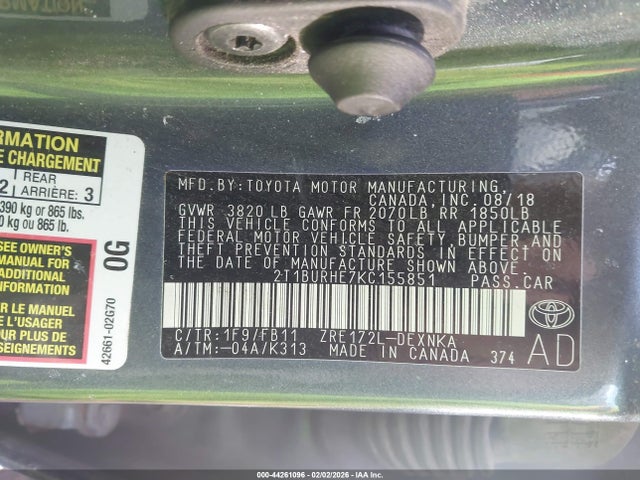 RMATION
E CHARGEMENT
2 REAR ARRIÈRE: 3
390 kg or 865 lbs.
0 kg ou 865 lb.
SEE OWNER'S
MANUAL FOR
ADDITIONAL
INFORMATION
r LE MANUEL
L'USAGER
UR PLUS DE
SEIGNEMENTS
42661-02G70
0G
MFD.BY:TOYOTA MOTOR MANUFACTURING,
CANADA,INC.08/18
GVWR 3820LB GAWR FR 2070LB RR 1850LB
THIS VEHICLE CONFORMS TO ALL APPLICABLE
FEDERAL MOTOR VEHICLE SAFETY,BUMPER,AND
THEFT PREVENTION STANDARDS IN EFFECT ON
THE DATE OF MANUFACTURE SHOWN ABOVE.
2T1BURHE7KC155851 PASS.CAR
C/TR:1F9/FB11 ZRE172L-DEXNKA
A/TM:-04A/K313 MADE IN CANADA 374
AD
000-44261096 - 02/02/2026 - IAAI.com